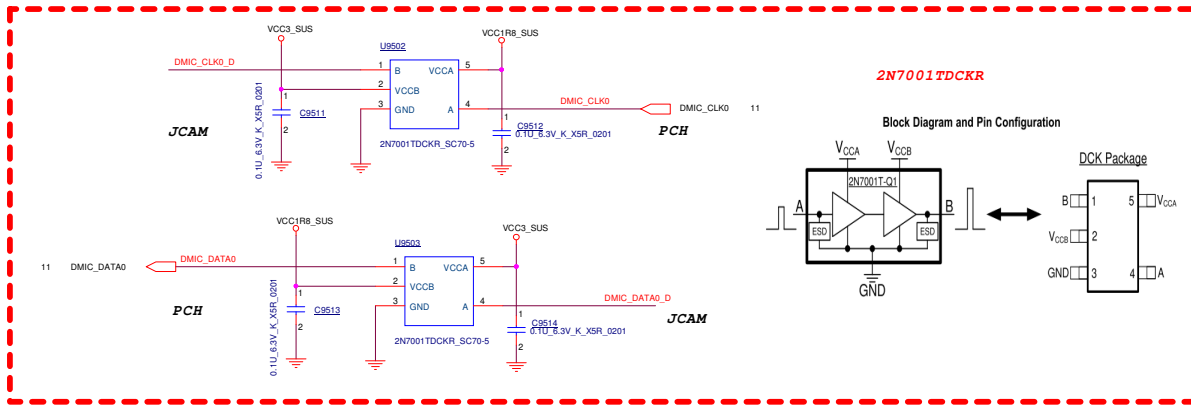 VCC3_SUS
VCC1R8_SUS
U9502
DMIC_CLK0_D
1 B VCCA 5
2 VCCB
3 GND A 4
DMIC_CLK0
DMIC_CLK0 11
1
C9511
2
0.1U_6.3V_K_X5R_0201
JCAM
2N7001TDCKR_SC70-5
1
C9512
0.1U_6.3V_K_X5R_0201
2
PCH
VCC1R8_SUS
VCC3_SUS
U9503
11 DMIC_DATA0
DMIC_DATA0
1 B VCCA 5
2 VCCB
3 GND A 4
DMIC_DATA0_D
1
C9513
2
0.1U_6.3V_K_X5R_0201
PCH
2N7001TDCKR_SC70-5
1
C9514
0.1U_6.3V_K_X5R_0201
2
JCAM
2N7001TDCKR
Block Diagram and Pin Configuration
VCCA VCCB
2N7001T-Q1
A B
ESD ESD
GND
DCK Package
B 1 5 VCCA
VCCB 2
GND 3 4 A